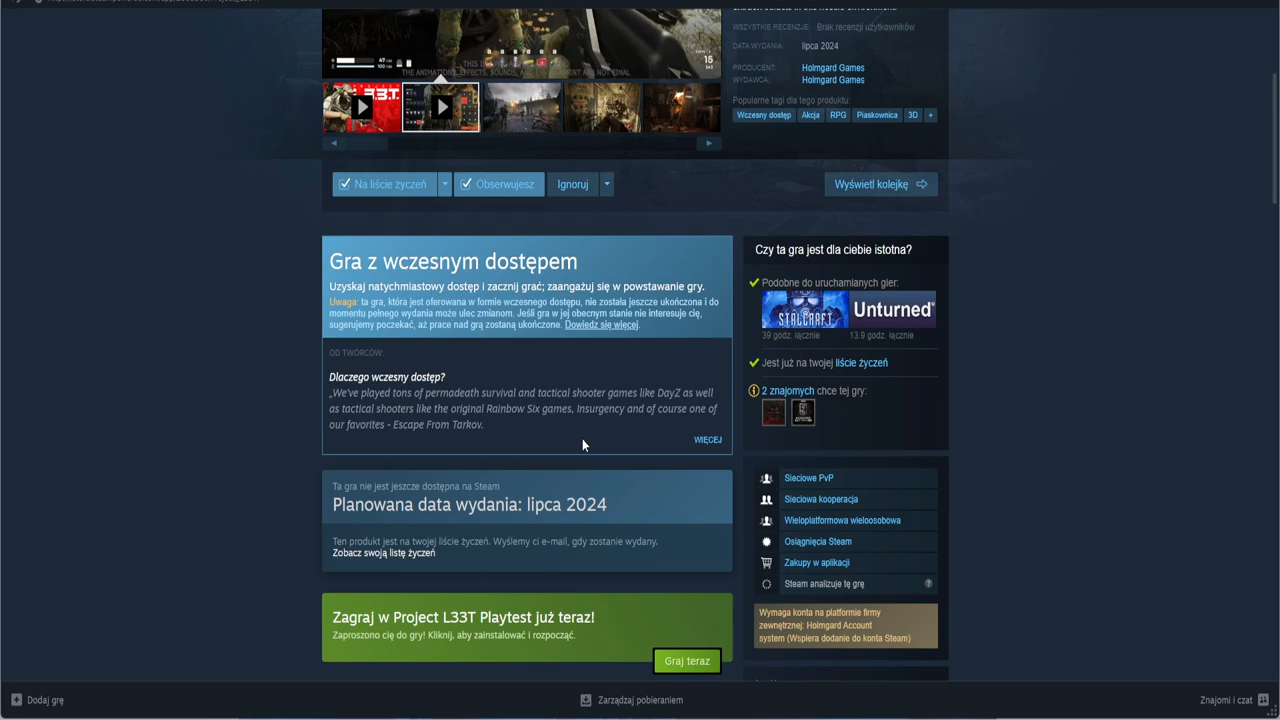 THE ANIMATIONS, EFFECTS, SOUNDS, AND ENVIRONMENT ARE NOT FINAL
15
L33T.
WSZYSTKIE RECENZJE: Brak recenzji użytkowników
DATA WYDANIA: lipca 2024
PRODUCENT: Holmgard Games
WYDAWCA: Holmgard Games
Popularne tagi dla tego produktu:
Wczesny dostęp Akcja RPG Piaskownica 3D +
Na liście życzeń Obserwujesz Ignoruj Wyświetl kolejkę
Gra z wczesnym dostępem
Uzyskaj natychmiastowy dostęp i zacznij grać; zaangażuj się w powstawanie gry.
Uwaga: ta gra, która jest oferowana w formie wczesnego dostępu, nie została jeszcze ukończona i do
momentu pełnego wydania może ulec zmianom. Jeśli gra w jej obecnym stanie nie interesuje cię,
sugerujemy poczekać, aż prace nad grą zostaną ukończone. Dowiedz się więcej.
OD TWÓRCÓW:
Dlaczego wczesny dostęp?
„We've played tons of permadeath survival and tactical shooter games like DayZ as well
as tactical shooters like the original Rainbow Six games, Insurgency and of course one of
our favorites - Escape From Tarkov.
WIĘCEJ
Ta gra nie jest jeszcze dostępna na Steam
Planowana data wydania: lipca 2024
Ten produkt jest na twojej liście życzeń. Wyślemy ci e-mail, gdy zostanie wydany.
Zobacz swoją listę życzeń
Zagraj w Project L33T Playtest już teraz!
Zaproszono cię do gry! Kliknij, aby zainstalować i rozpocząć.
Graj teraz
Czy ta gra jest dla ciebie istotna?
Podobne do uruchamianych gier:
STALCRAFT Unturned
39 godz. łącznie 13.9 godz. łącznie
Jest już na twojej liście życzeń
2 znajomych chce tej gry:
Sieciowe PvP
Sieciowa kooperacja
Wieloplatformowa wieloosobowa
Osiągnięcia Steam
Zakupy w aplikacji
Steam analizuje tę grę ?
Wymaga konta na platformie firmy
zewnętrznej: Holmgard Account
system (Wspiera dodanie do konta Steam)
Dodaj grę Zarządzaj pobieraniem Znajomi i czat